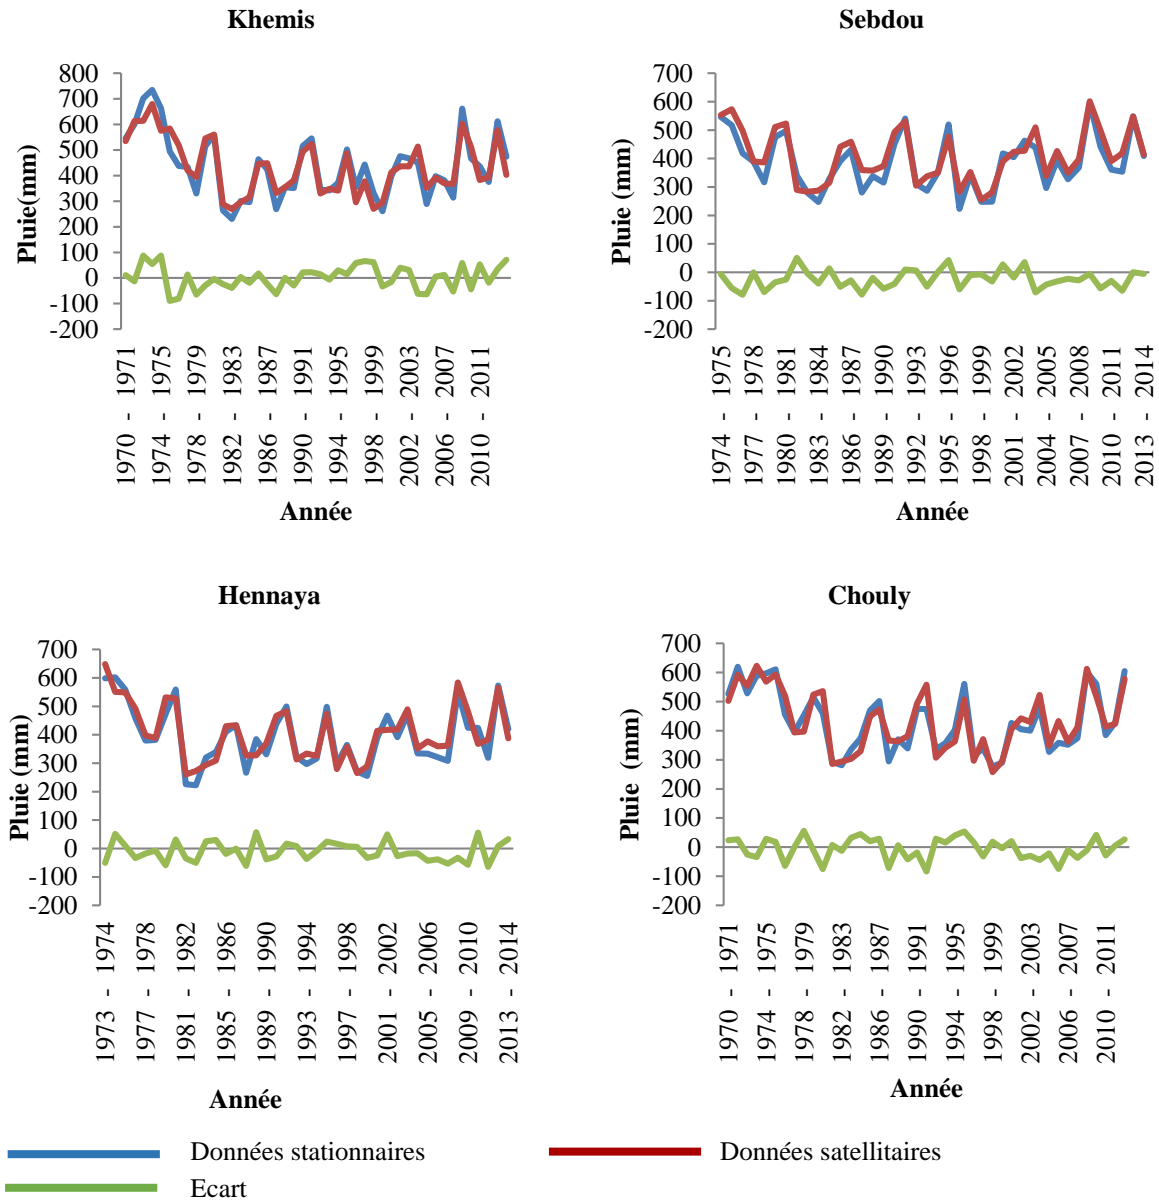 Khemis
Pluie(mm)
800
700
600
500
400
300
200
100
0
-100
-200
1970 - 1971
1974 - 1975
1978 - 1979
1982 - 1983
1986 - 1987
1990 - 1991
1994 - 1995
1998 - 1999
2002 - 2003
2006 - 2007
2010 - 2011
Année
Sebdou
Pluie (mm)
700
600
500
400
300
200
100
0
-100
-200
1974 - 1975
1977 - 1978
1980 - 1981
1983 - 1984
1986 - 1987
1989 - 1990
1992 - 1993
1995 - 1996
1998 - 1999
2001 - 2002
2004 - 2005
2007 - 2008
2010 - 2011
2013 - 2014
Année
Hennaya
Pluie (mm)
700
600
500
400
300
200
100
0
-100
-200
1973 - 1974
1977 - 1978
1981 - 1982
1985 - 1986
1989 - 1990
1993 - 1994
1997 - 1998
2001 - 2002
2005 - 2006
2009 - 2010
2013 - 2014
Année
Chouly
Pluie (mm)
700
600
500
400
300
200
100
0
-100
-200
1970 - 1971
1974 - 1975
1978 - 1979
1982 - 1983
1986 - 1987
1990 - 1991
1994 - 1995
1998 - 1999
2002 - 2003
2006 - 2007
2010 - 2011
Année
Données stationnaires
Données satellitaires
Ecart